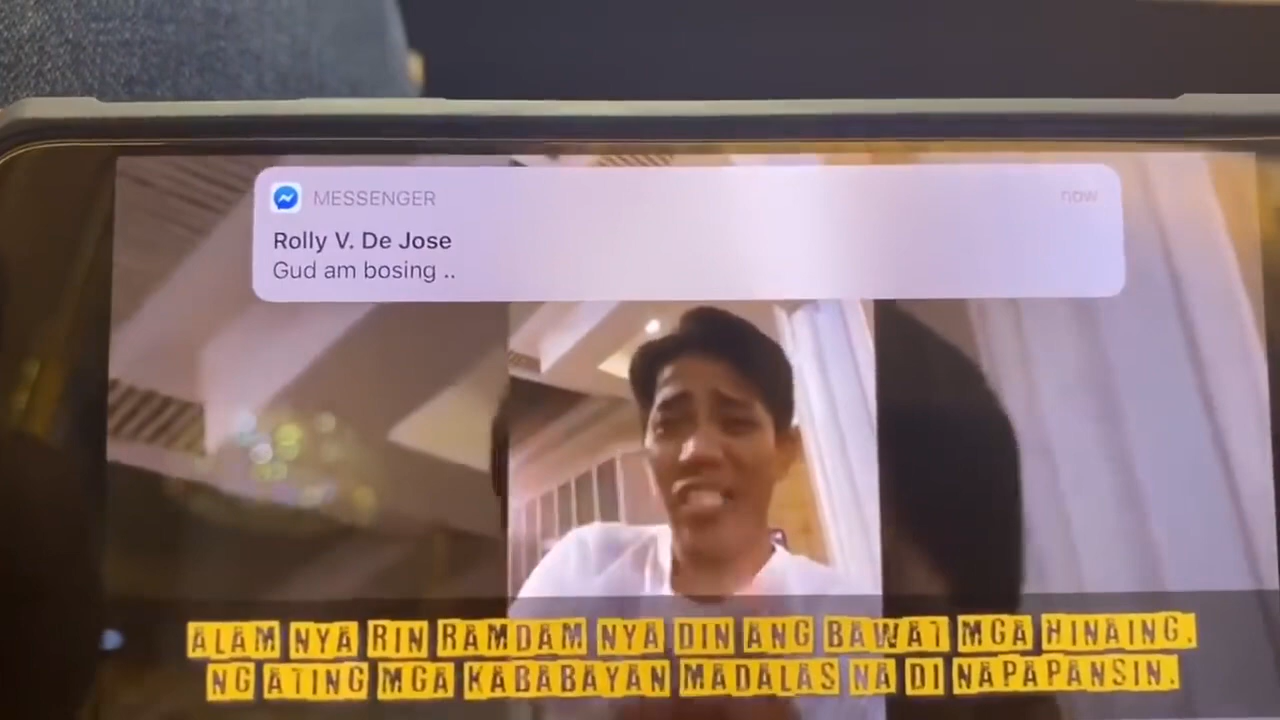 MESSENGER now
Rolly V. De Jose
Gud am bosing ..
ALAM NYA RIN RAMDAM NYA DIN ANG BAWAT MGA HINAING.
NG ATING MGA KABABAYAN MADALAS NA DI NAPAPANSIN.